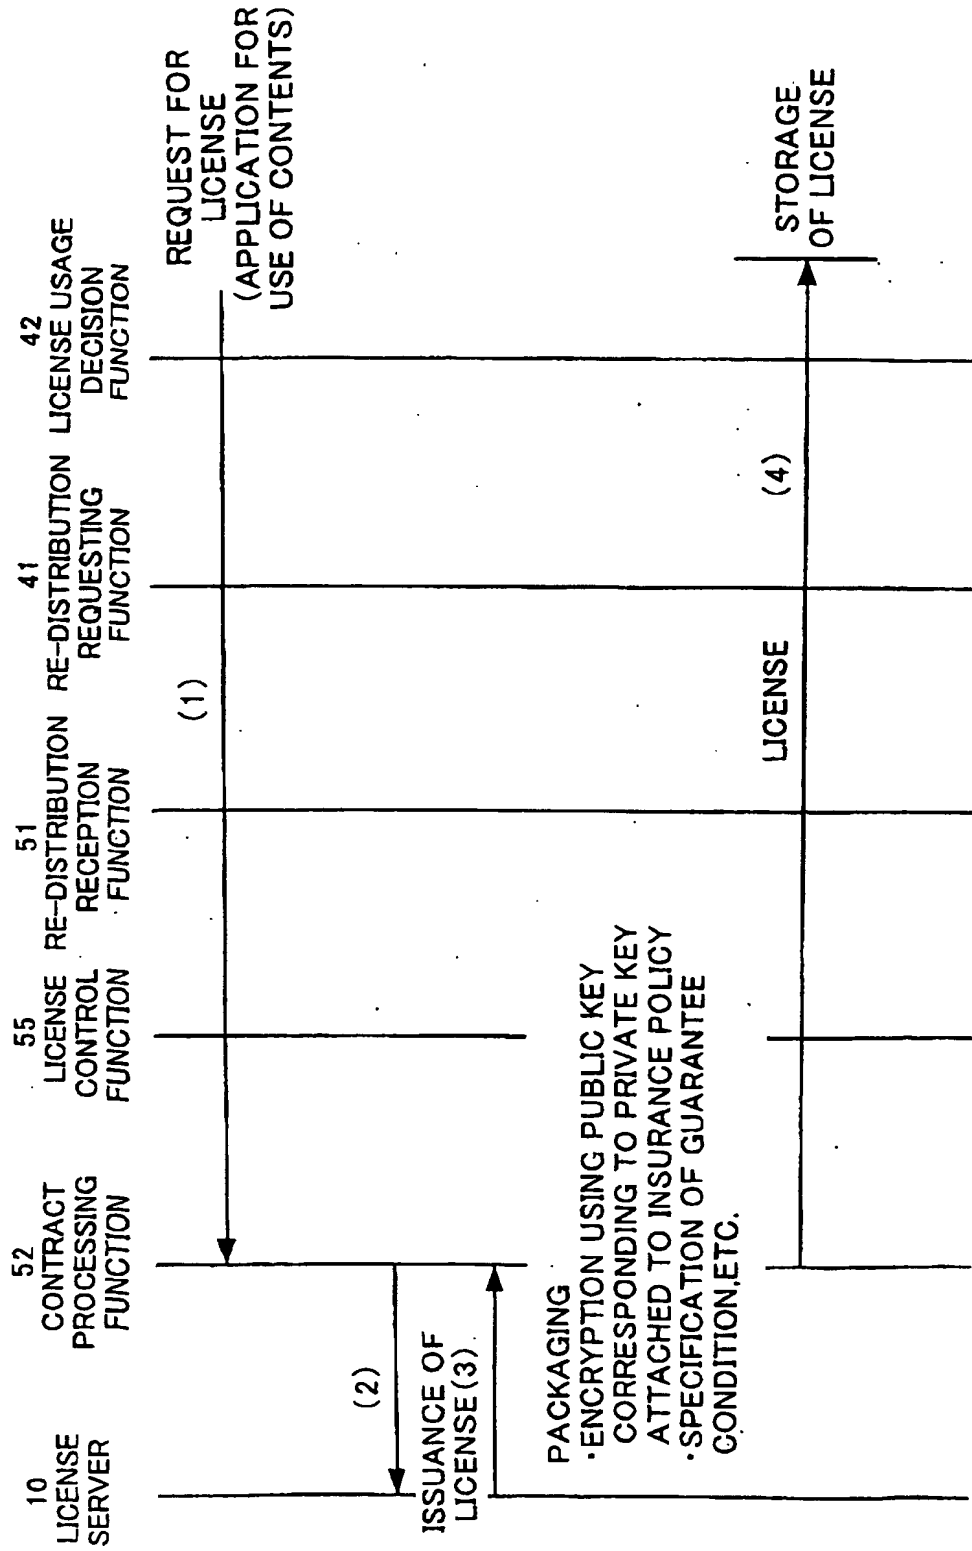 10
LICENSE
SERVER
52
CONTRACT
PROCESSING
FUNCTION
55
LICENSE
CONTROL
FUNCTION
51
RE-DISTRIBUTION
RECEPTION
FUNCTION
41
RE-DISTRIBUTION
REQUESTING
FUNCTION
42
LICENSE USAGE
DECISION
FUNCTION
REQUEST FOR
LICENSE
(APPLICATION FOR
USE OF CONTENTS)
(1)
(2)
ISSUANCE OF
LICENSE(3)
PACKAGING
·ENCRYPTION USING PUBLIC KEY
CORRESPONDING TO PRIVATE KEY
ATTACHED TO INSURANCE POLICY
·SPECIFICATION OF GUARANTEE
CONDITION,ETC.
LICENSE
(4)
STORAGE
OF LICENSE